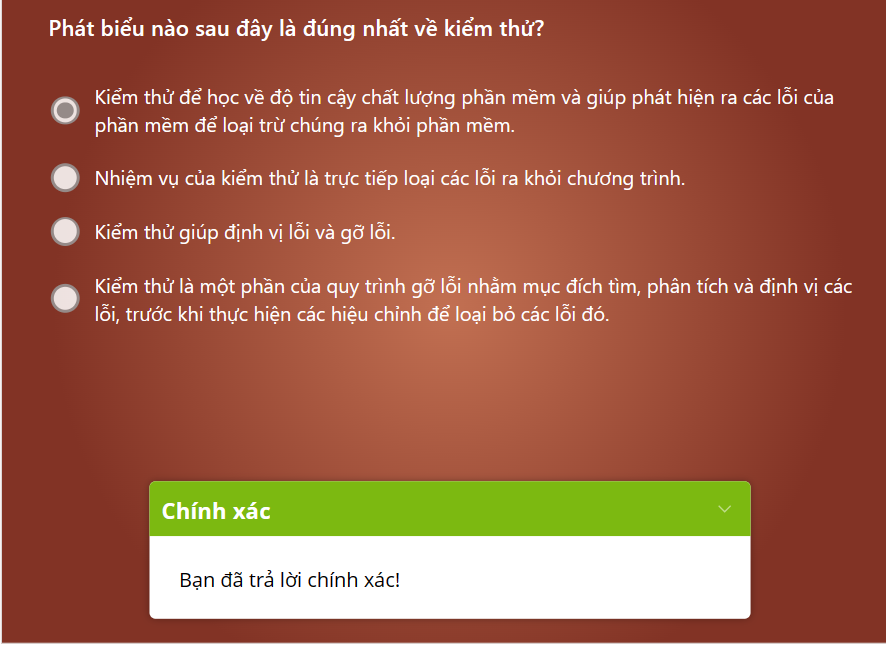 Phát biểu nào sau đây là đúng nhất về kiểm thử?
Kiểm thử để học về độ tin cậy chất lượng phần mềm và giúp phát hiện ra các lỗi của
phần mềm để loại trừ chúng ra khỏi phần mềm.
Nhiệm vụ của kiểm thử là trực tiếp loại các lỗi ra khỏi chương trình.
Kiểm thử giúp định vị lỗi và gỡ lỗi.
Kiểm thử là một phần của quy trình gỡ lỗi nhằm mục đích tìm, phân tích và định vị các
lỗi, trước khi thực hiện các hiệu chỉnh để loại bỏ các lỗi đó.
Chính xác
Bạn đã trả lời chính xác!